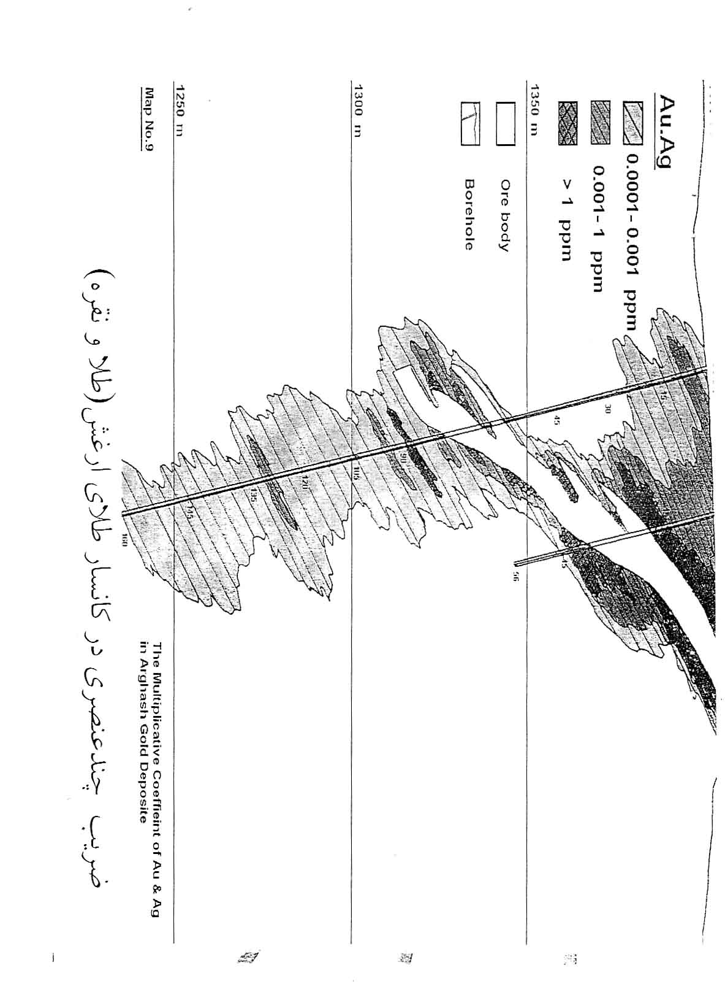 Au.Ag
0.0001-0.001 ppm
0.001-1 ppm
> 1 ppm
1350 m
Ore body
Borehole
1300 m
1250 m
Map No.9
15
30
45
90
105
120
135
145
160
45
56
The Multiplicative Coeffieint of Au & Ag
in Arghash Gold Deposite
ضریب چندعنصری در کانسار طلای ارغش (طلا و نقره)